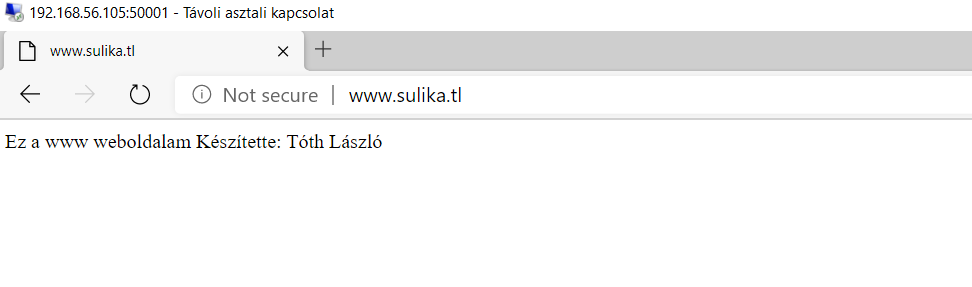 192.168.56.105:50001 - Távoli asztali kapcsolat
www.sulika.tl
Not secure | www.sulika.tl
Ez a www weboldalam Készítette: Tóth László